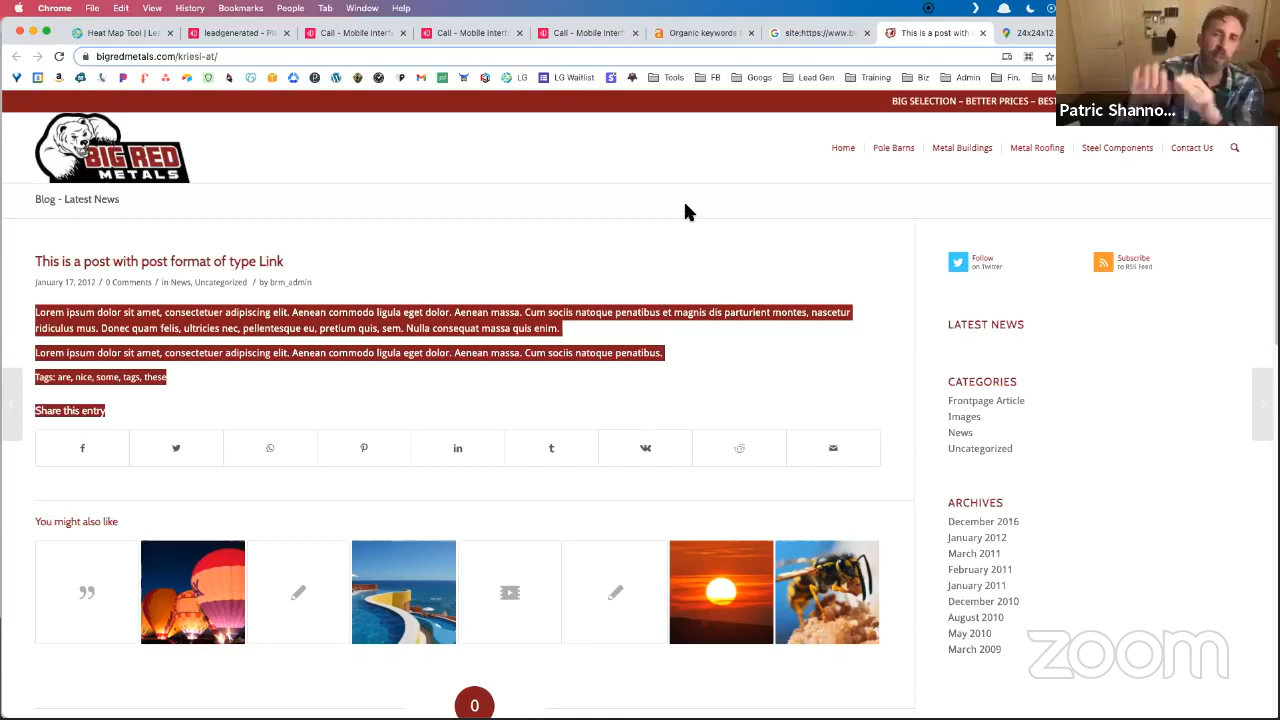 Chrome File Edit View History Bookmarks People Tab Window Help
Heat Map Tool | Les
leadgeneration - P
Call - Mobile Interf
Call - Mobile Interf
Call - Mobile Interf
Organic keywords f
site:https://www.bi
This is a post with
24x24x12
bigredmetals.com/kriesi-at/
LG
LG Waitlist
Tools
FB
Googs
Lead Gen
Training
Biz
Admin
Fin.
BIG SELECTION – BETTER PRICES – BEST
Patric Shanno...
BIG RED
METALS
Home
Pole Barns
Metal Buildings
Metal Roofing
Steel Components
Contact Us
Blog - Latest News
This is a post with post format of type Link
January 17, 2012 / 0 Comments / in News, Uncategorized / by brm_admin
Lorem ipsum dolor sit amet, consectetuer adipiscing elit. Aenean commodo ligula eget dolor. Aenean massa. Cum sociis natoque penatibus et magnis dis parturient montes, nascetur
ridiculus mus. Donec quam felis, ultricies nec, pellentesque eu, pretium quis, sem. Nulla consequat massa quis enim.
Lorem ipsum dolor sit amet, consectetuer adipiscing elit. Aenean commodo ligula eget dolor. Aenean massa. Cum sociis natoque penatibus.
Tags: are, nice, some, tags, these
Share this entry
You might also like
0
Follow
on Twitter
Subscribe
to RSS Feed
LATEST NEWS
CATEGORIES
Frontpage Article
Images
News
Uncategorized
ARCHIVES
December 2016
January 2012
March 2011
February 2011
January 2011
December 2010
August 2010
May 2010
March 2009
zoom